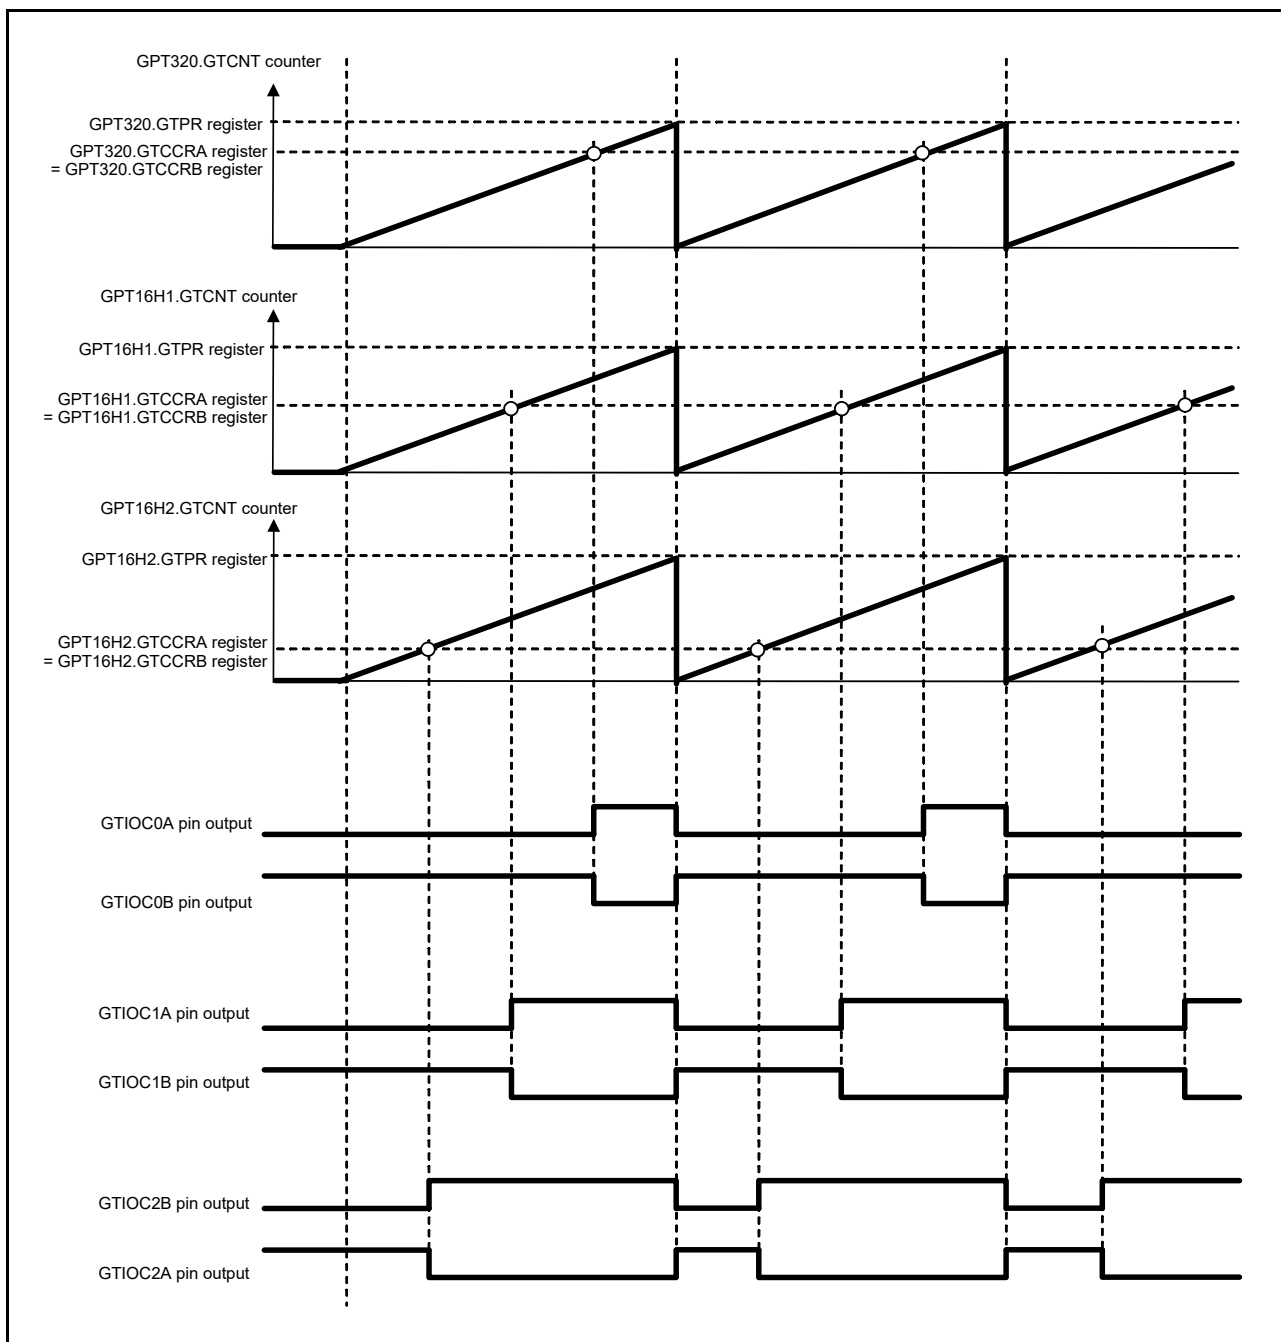 GPT320.GTCNT counter
GPT320.GTPR register
GPT320.GTCCRA register
= GPT320.GTCCRB register
GPT16H1.GTCNT counter
GPT16H1.GTPR register
GPT16H1.GTCCRA register
= GPT16H1.GTCCRB register
GPT16H2.GTCNT counter
GPT16H2.GTPR register
GPT16H2.GTCCRA register
= GPT16H2.GTCCRB register
GTIOC0A pin output
GTIOC0B pin output
GTIOC1A pin output
GTIOC1B pin output
GTIOC2B pin output
GTIOC2A pin output